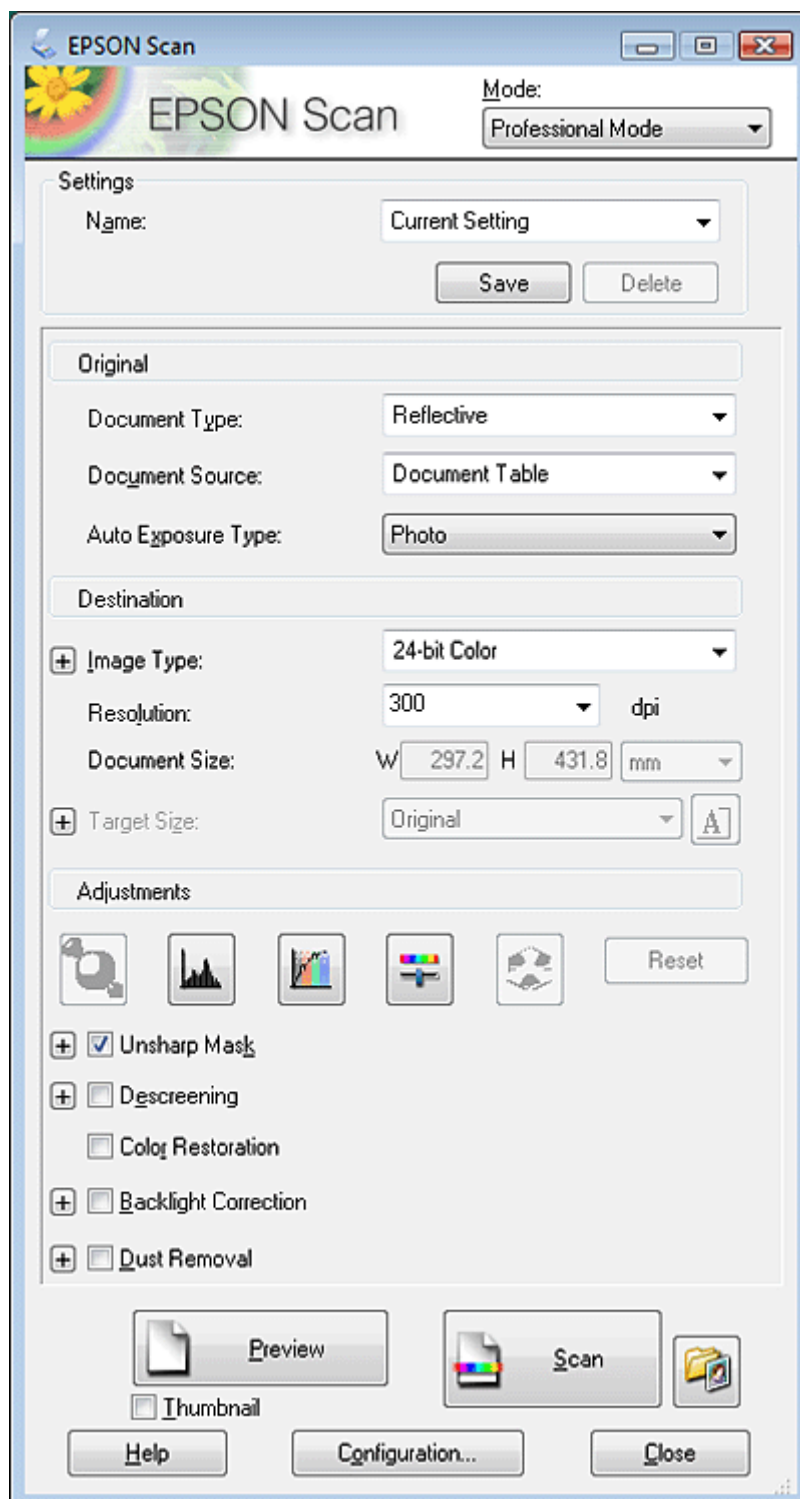 EPSON Scan
EPSON Scan
Mode:
Professional Mode
Settings
Name: Current Setting
Save Delete
Original
Document Type: Reflective
Document Source: Document Table
Auto Exposure Type: Photo
Destination
Image Type: 24-bit Color
Resolution: 300 dpi
Document Size: W 297.2 H 431.8 mm
Target Size: Original A
Adjustments
Reset
Unsharp Mask
Descreening
Color Restoration
Backlight Correction
Dust Removal
Preview Scan
Thumbnail
Help Configuration... Close